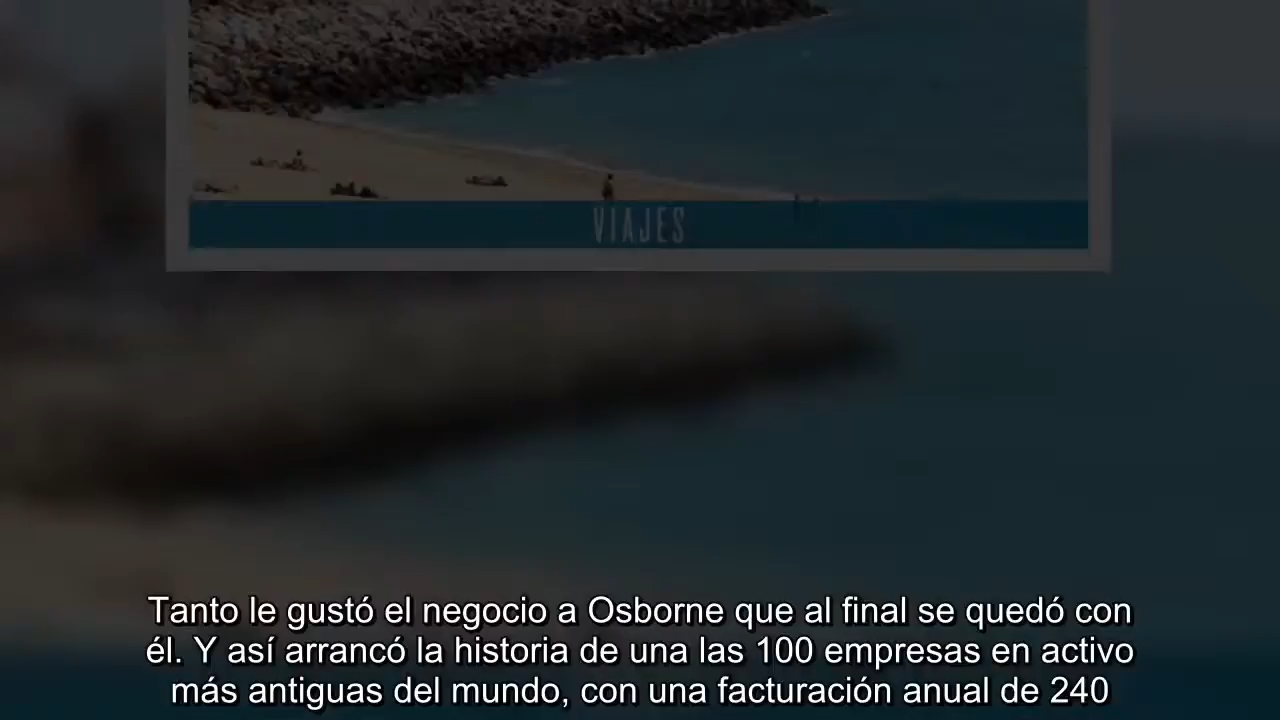 VIAJES
Tanto le gustó el negocio a Osborne que al final se quedó con
él. Y así arrancó la historia de una las 100 empresas en activo
más antiguas del mundo, con una facturación anual de 240